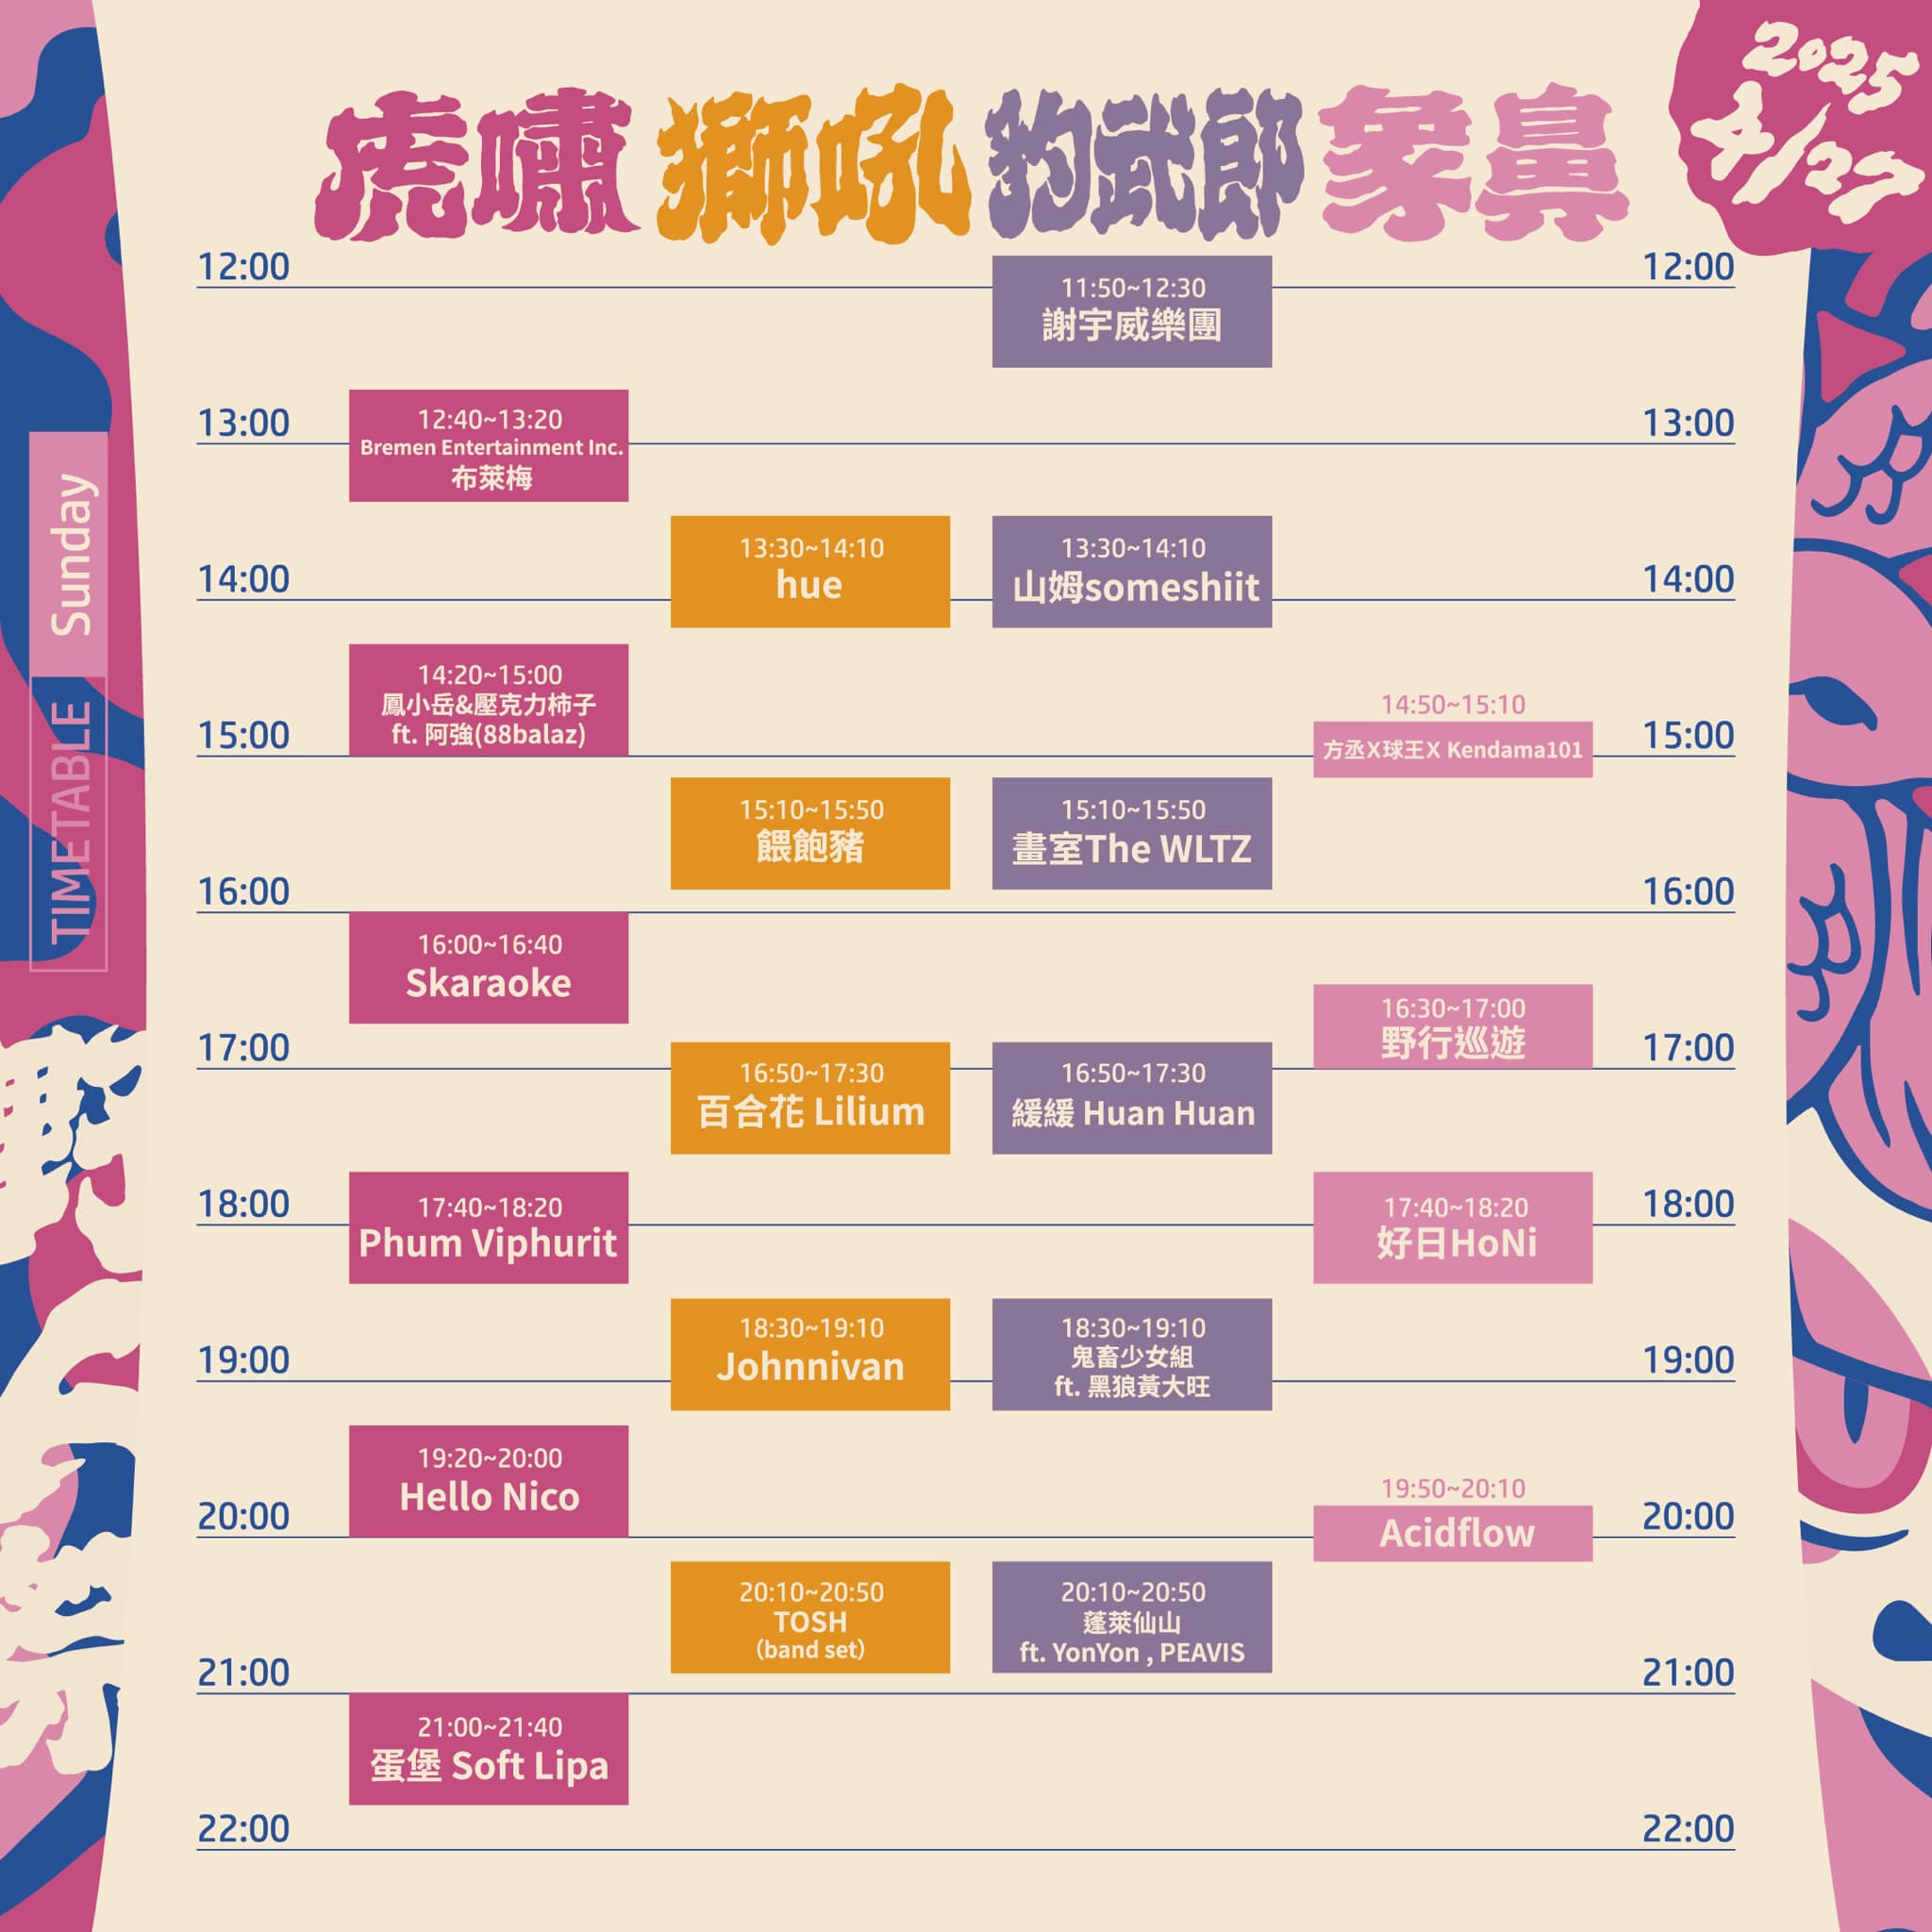 虎嘯 獅吼 豹武郎 象鼻
2025
4/27
Sunday
TIMETABLE
12:00 12:00
11:50~12:30
謝宇威樂團
13:00 13:00
12:40~13:20
Bremen Entertainment Inc.
布萊梅
13:30~14:10
hue
13:30~14:10
山姆someshiit
14:00 14:00
14:20~15:00
鳳小岳&壓克力柿子
ft. 阿強(88balaz)
14:50~15:10
方丞X球王X Kendama101
15:00 15:00
15:10~15:50
餵飽豬
15:10~15:50
畫室The WLTZ
16:00 16:00
16:00~16:40
Skaraoke
16:30~17:00
野行巡遊
17:00 17:00
16:50~17:30
百合花 Lilium
16:50~17:30
緩緩 Huan Huan
18:00 18:00
17:40~18:20
Phum Viphurit
17:40~18:20
好日HoNi
18:30~19:10
Johnnivan
18:30~19:10
鬼畜少女組
ft. 黑狼黃大旺
19:00 19:00
19:20~20:00
Hello Nico
19:50~20:10
Acidflow
20:00 20:00
20:10~20:50
TOSH
(band set)
20:10~20:50
蓬萊仙山
ft. YonYon , PEAVIS
21:00 21:00
21:00~21:40
蛋堡 Soft Lipa
22:00 22:00